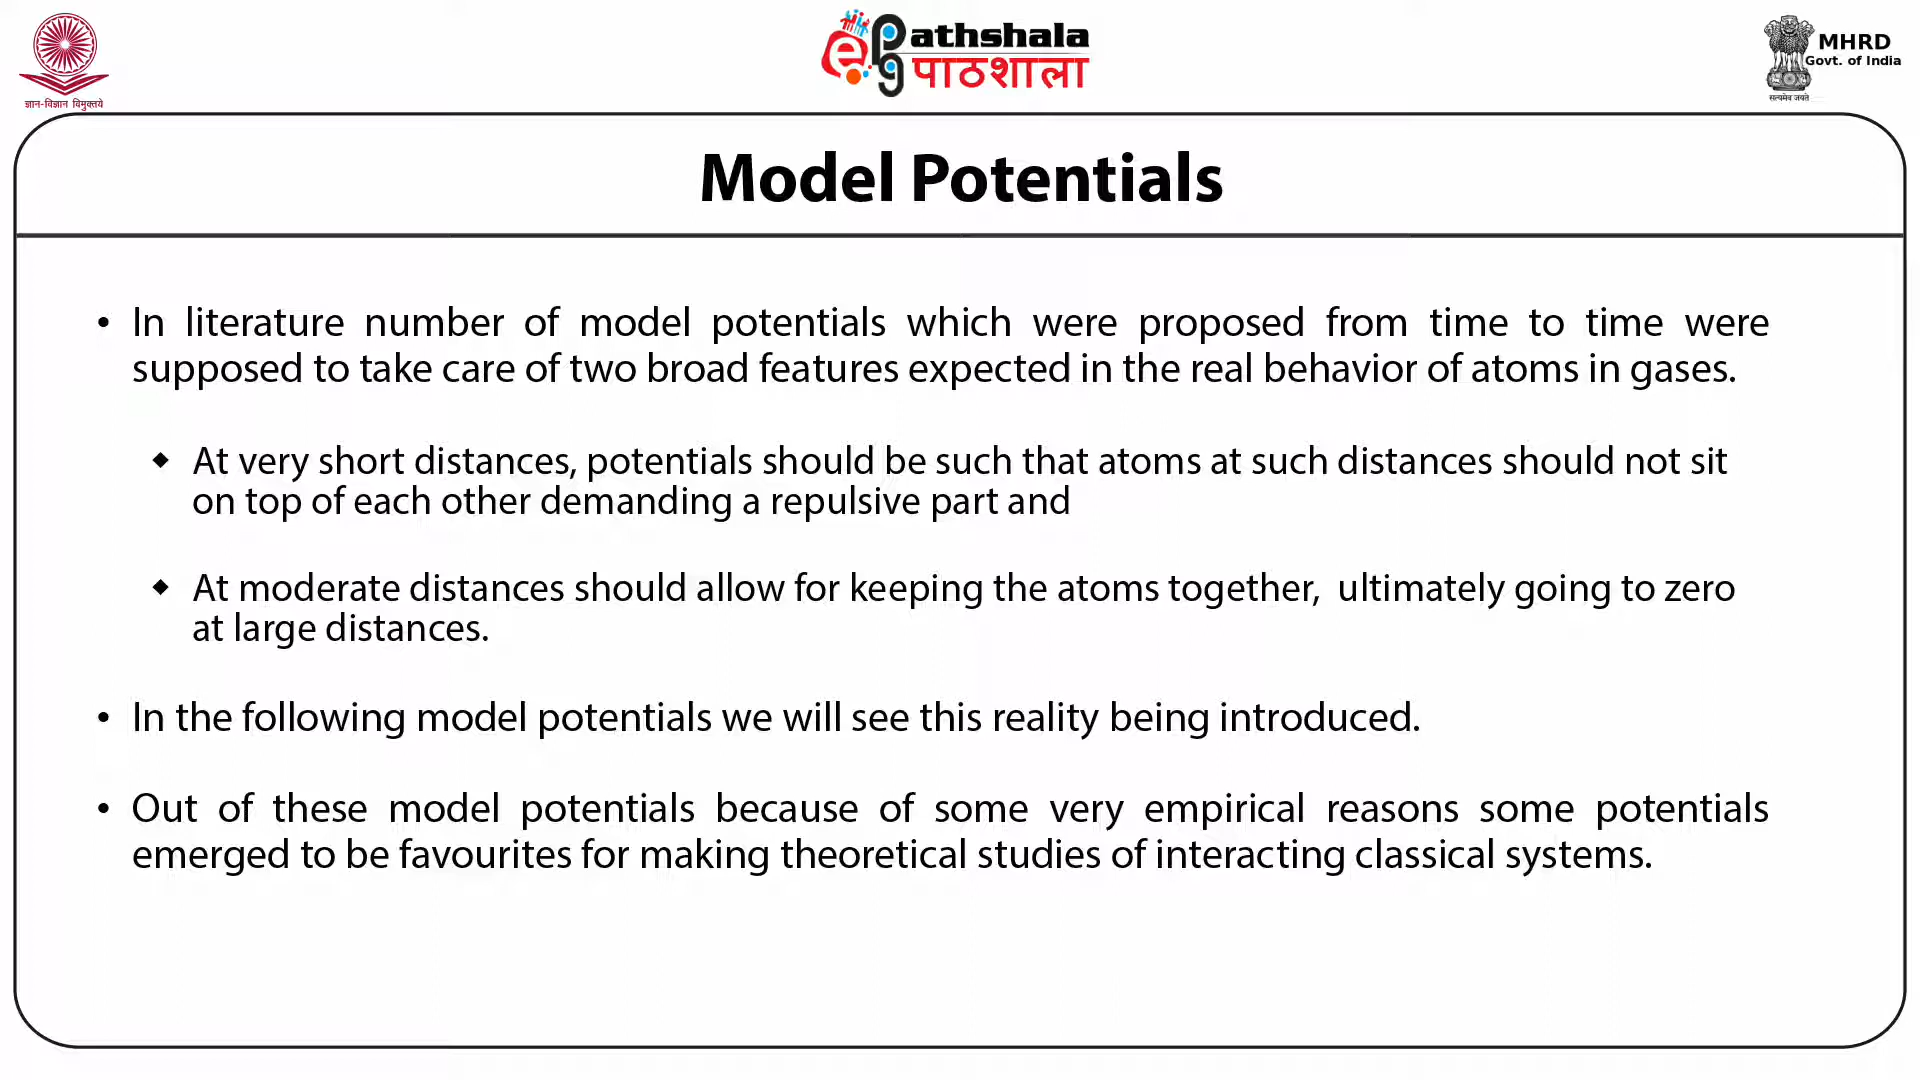 ज्ञान-विज्ञान विमुक्तये
ePGathshala
पाठशाला
MHRD
Govt. of India
सत्यमेव जयते
Model Potentials
• In literature number of model potentials which were proposed from time to time were
supposed to take care of two broad features expected in the real behavior of atoms in gases.
◆ At very short distances, potentials should be such that atoms at such distances should not sit
on top of each other demanding a repulsive part and
◆ At moderate distances should allow for keeping the atoms together, ultimately going to zero
at large distances.
• In the following model potentials we will see this reality being introduced.
• Out of these model potentials because of some very empirical reasons some potentials
emerged to be favourites for making theoretical studies of interacting classical systems.